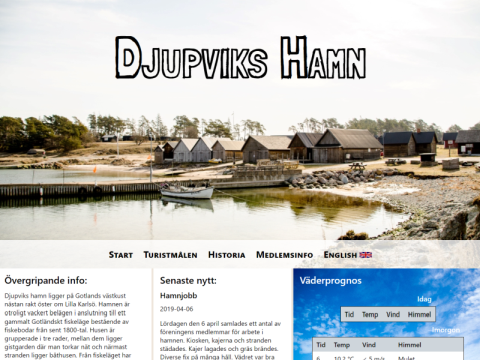 Djupviks Hamn
Start Turistmålen Historia Medlemsinfo English
Övergripande info:
Djupviks hamn ligger på Gotlands västkust
nästan rakt öster om Lilla Karlsö. Hamnen är
otroligt vackert belägen i anslutning till ett
gammalt Gotländskt fiskeläge bestående av
fiskebodar från sent 1800-tal. Husen är
grupperade i tre rader, mellan dem ligger
gistgarden där man torkar nät och närmast
stranden ligger båthusen. Från fiskeläget har
Senaste nytt:
Hamnjobb
2019-04-06
Lördagen den 6 april samlades ett antal av
föreningens medlemmar för arbete i
hamnen. Kiosken, kajerna och stranden
städades. Kajer lagades och gräs brändes.
Diverse fix på många håll. Vädret var bra
Väderprognos
Idag
Tid Temp Vind Himmel
Imorgon
Tid Temp Vind Himmel
6 10.2 °C < 5 m/s Mulet